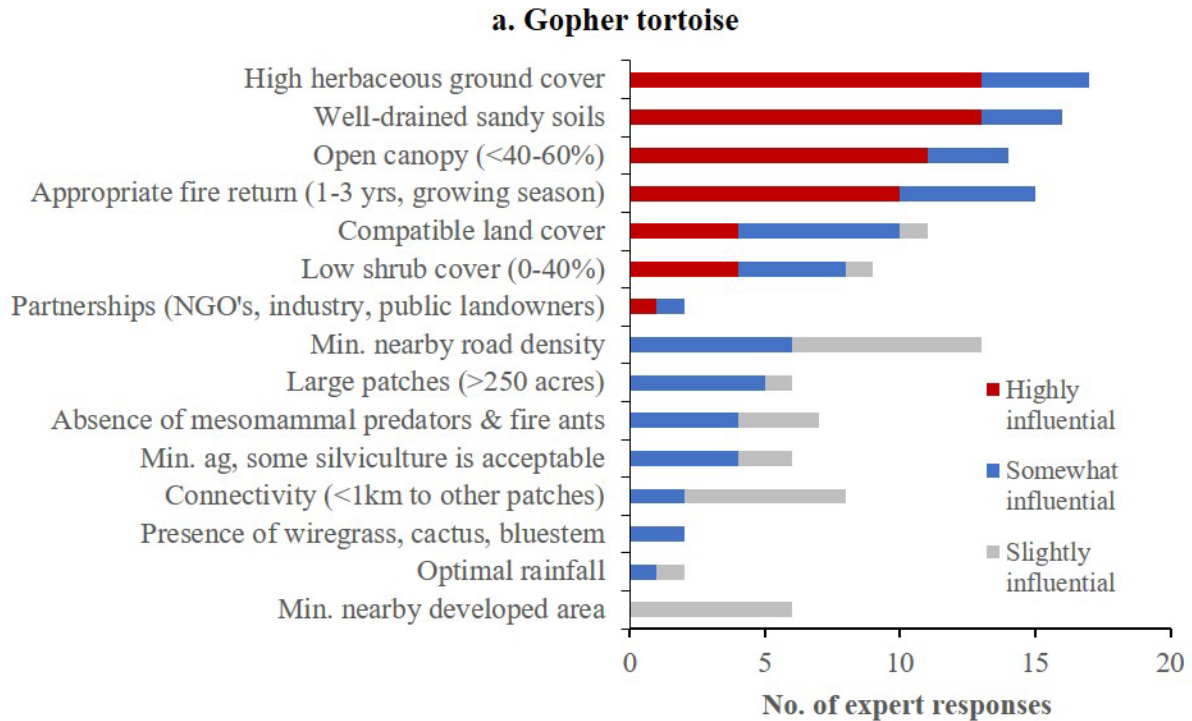 a. Gopher tortoise
High herbaceous ground cover
Well-drained sandy soils
Open canopy (<40-60%)
Appropriate fire return (1-3 yrs, growing season)
Compatible land cover
Low shrub cover (0-40%)
Partnerships (NGO's, industry, public landowners)
Min. nearby road density
Large patches (>250 acres)
Absence of mesomammal predators & fire ants
Min. ag, some silviculture is acceptable
Connectivity (<1km to other patches)
Presence of wiregrass, cactus, bluestem
Optimal rainfall
Min. nearby developed area
Highly
influential
Somewhat
influential
Slightly
influential
0 5 10 15 20
No. of expert responses